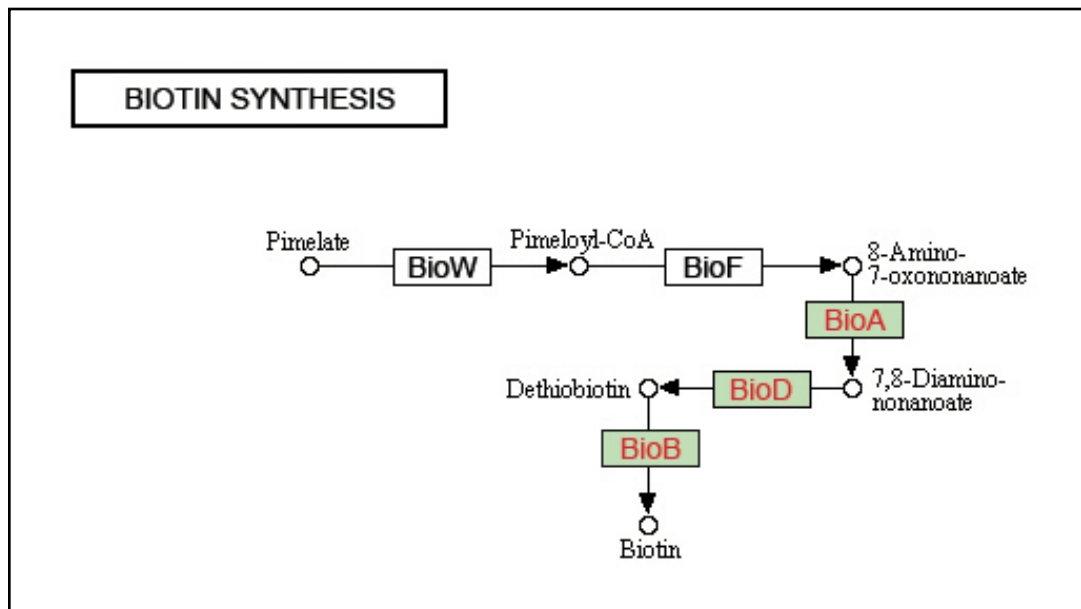 BIOTIN SYNTHESIS
Pimelate
BioW
Pimeloyl-CoA
BioF
8-Amino-
7-oxononanoate
BioA
7,8-Diamino-
nonanoate
BioD
Dethiobiotin
BioB
Biotin